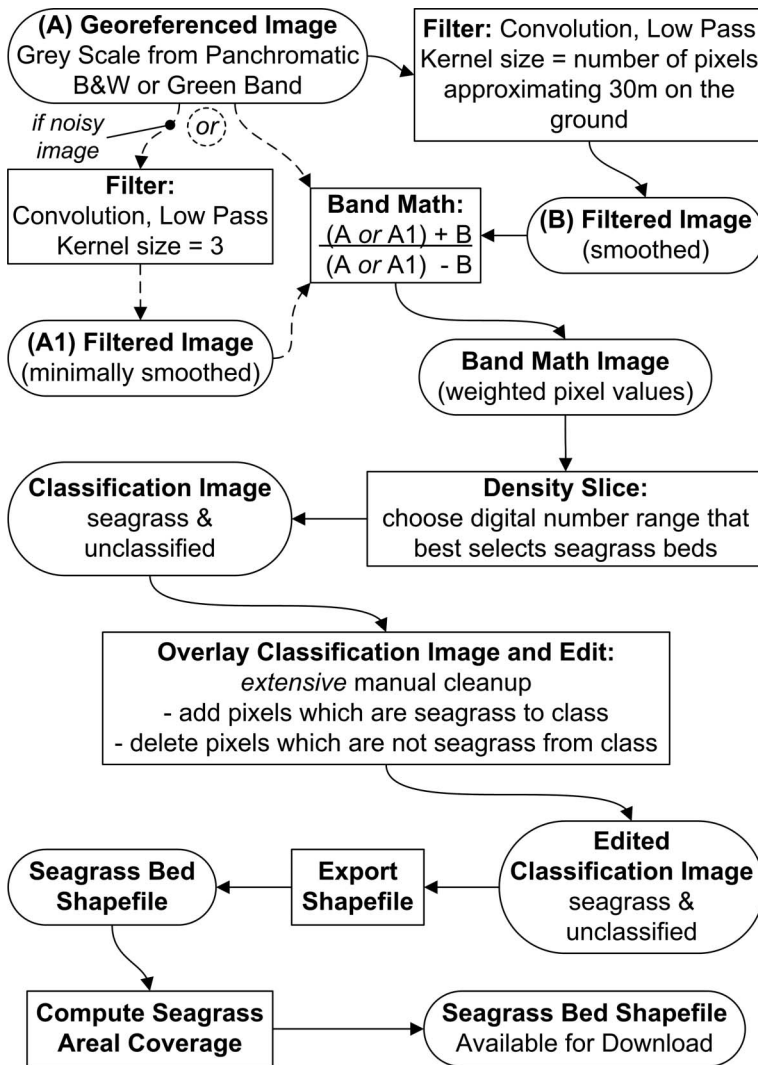 (A) Georeferenced Image
Grey Scale from Panchromatic
B&W or Green Band
Filter: Convolution, Low Pass
Kernel size = number of pixels
approximating 30m on the
ground
if noisy
image
or
Filter:
Convolution, Low Pass
Kernel size = 3
Band Math:
(A or A1) + B
(A or A1) - B
(B) Filtered Image
(smoothed)
(A1) Filtered Image
(minimally smoothed)
Band Math Image
(weighted pixel values)
Classification Image
seagrass &
unclassified
Density Slice:
choose digital number range that
best selects seagrass beds
Overlay Classification Image and Edit:
extensive manual cleanup
- add pixels which are seagrass to class
- delete pixels which are not seagrass from class
Edited
Classification Image
seagrass &
unclassified
Export
Shapefile
Seagrass Bed
Shapefile
Compute Seagrass
Areal Coverage
Seagrass Bed Shapefile
Available for Download